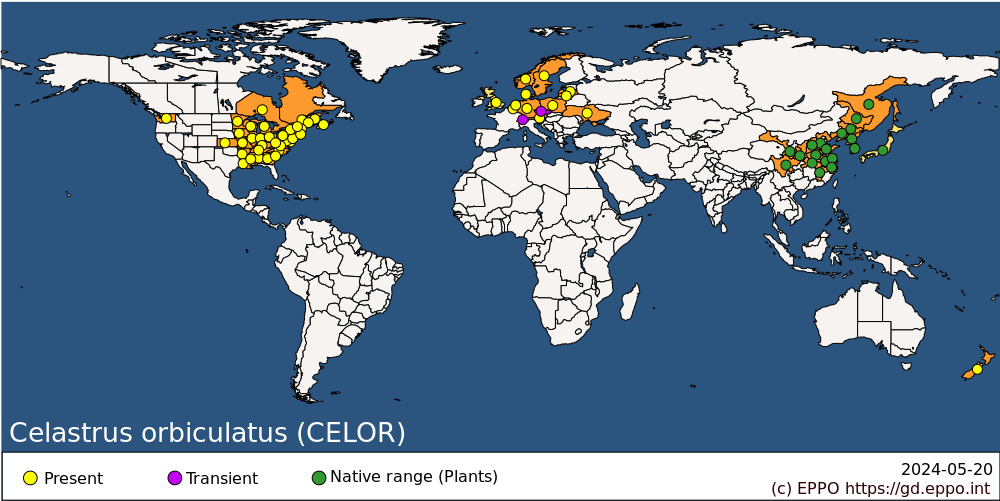 Celastrus orbiculatus (CELOR)
Present
Transient
Native range (Plants)
2024-05-20
(c) EPPO https://gd.eppo.int